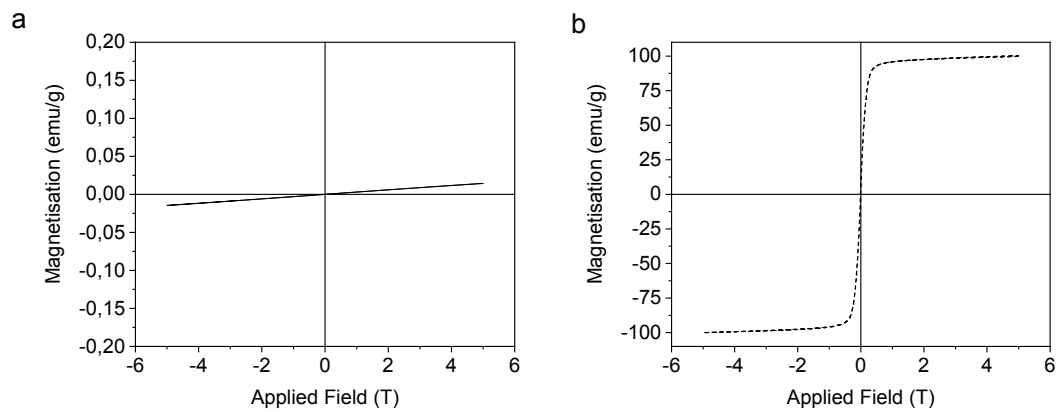 a
0,20
0,15
0,10
0,05
0,00
-0,05
-0,10
-0,15
-0,20
Magnetisation (emu/g)
-6 -4 -2 0 2 4 6
Applied Field (T)
b
100
75
50
25
0
-25
-50
-75
-100
Magnetisation (emu/g)
-6 -4 -2 0 2 4 6
Applied Field (T)